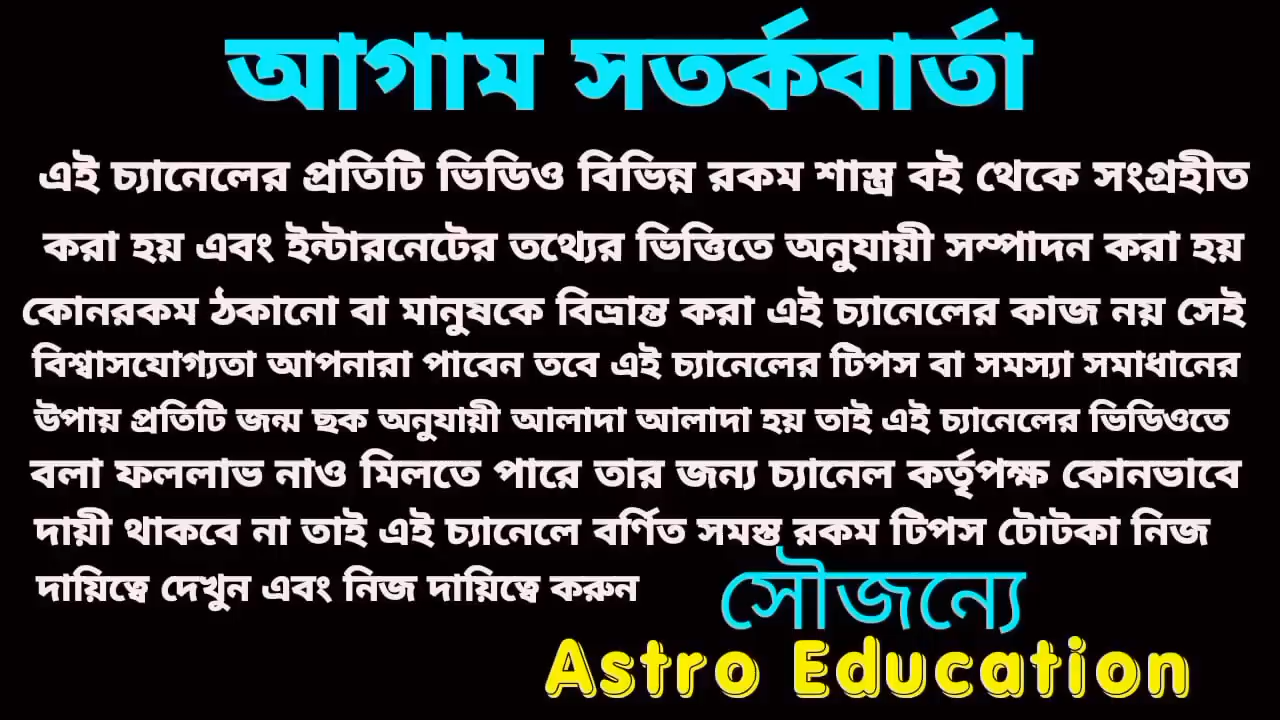 আগাম সতর্কবার্তা
এই চ্যানেলের প্রতিটি ভিডিও বিভিন্ন রকম শাস্ত্র বই থেকে সংগ্রহীত
করা হয় এবং ইন্টারনেটের তথ্যের ভিত্তিতে অনুযায়ী সম্পাদন করা হয়
কোনরকম ঠকানো বা মানুষকে বিভ্রান্ত করা এই চ্যানেলের কাজ নয় সেই
বিশ্বাসযোগ্যতা আপনারা পাবেন তবে এই চ্যানেলের টিপস বা সমস্যা সমাধানের
উপায় প্রতিটি জন্ম ছক অনুযায়ী আলাদা আলাদা হয় তাই এই চ্যানেলের ভিডিওতে
বলা ফললাভ নাও মিলতে পারে তার জন্য চ্যানেল কর্তৃপক্ষ কোনভাবে
দায়ী থাকবে না তাই এই চ্যানেলে বর্ণিত সমস্ত রকম টিপস টোটকা নিজ
দায়িত্বে দেখুন এবং নিজ দায়িত্বে করুন
সৌজন্যে
Astro Education